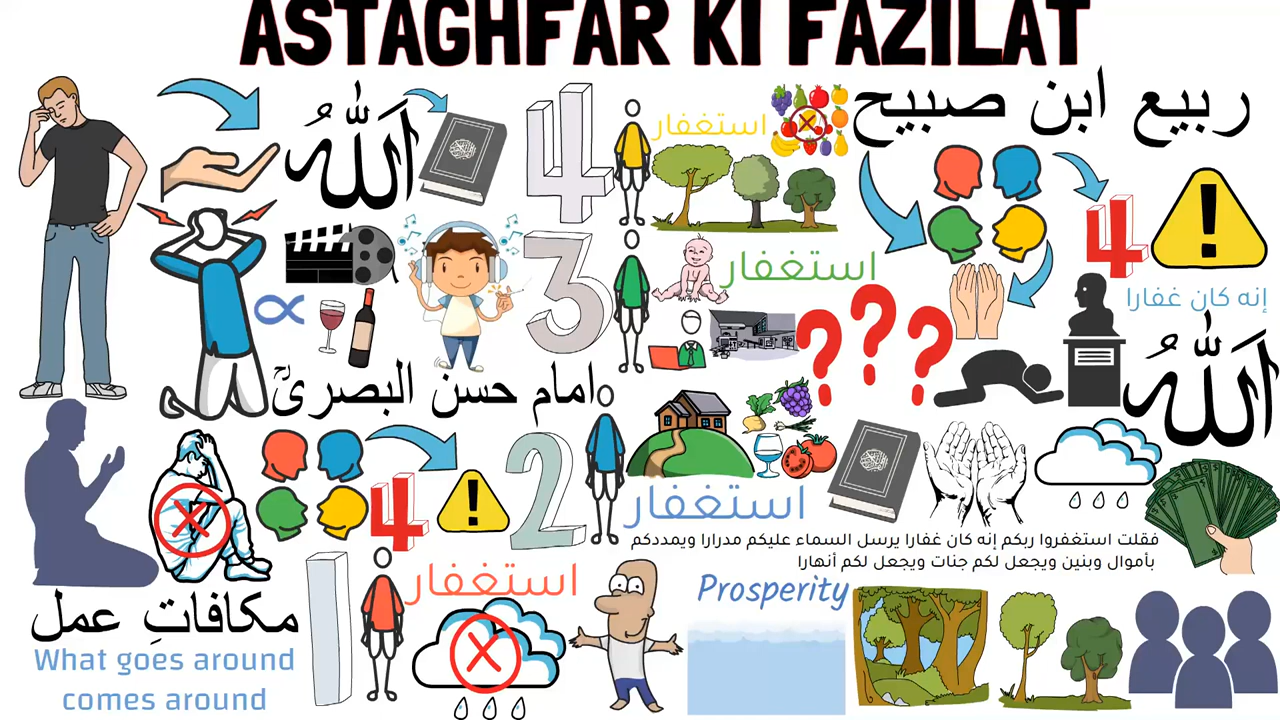 ASTAGHFAR KI FAZILAT
اَللّٰهُ
4
استغفار
ربیع ابن صبیح
4
!
3
استغفار
إنه كان غفارا
???
اَللّٰهُ
امام حسن البصریؒ
4
!
2
استغفار
فقلت استغفروا ربكم إنه كان غفارا يرسل السماء عليكم مدرارا ويمددكم
بأموال وبنين ويجعل لكم جنات ويجعل لكم أنهارا
مکافاتِ عمل
What goes around
comes around
1
استغفار
Prosperity